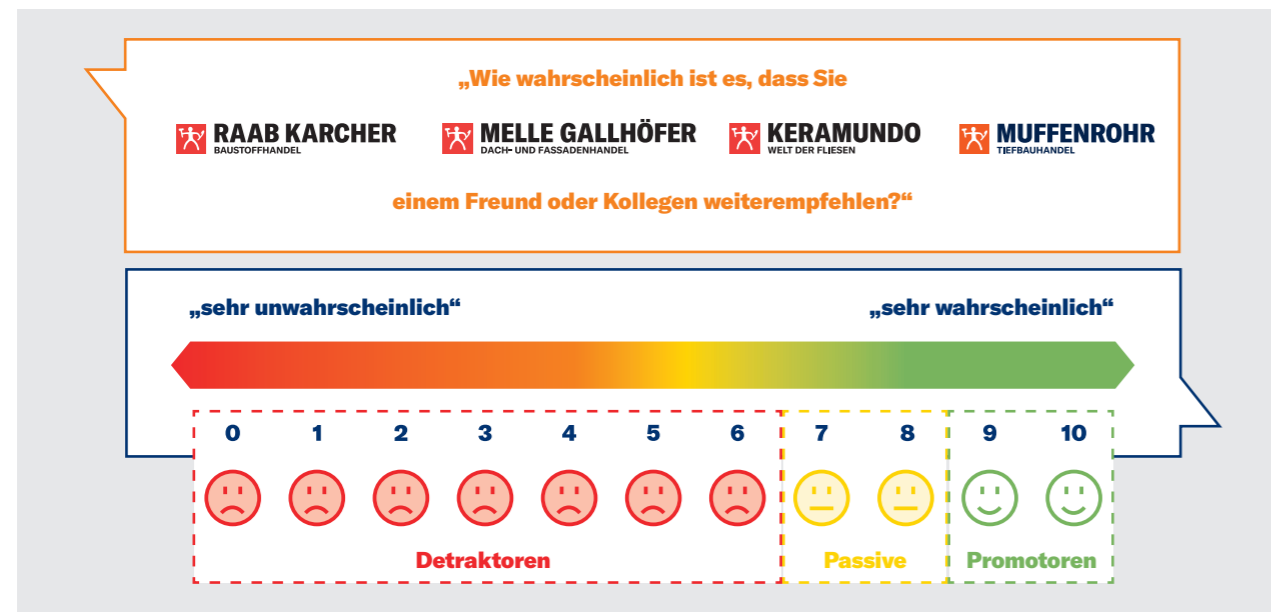 „Wie wahrscheinlich ist es, dass Sie
RAAB KARCHER
BAUSTOFFHANDEL
MELLE GALLHÖFER
DACH- UND FASSADENHANDEL
KERAMUNDO
WELT DER FLIESEN
MUFFENROHR
TIEFBAUHANDEL
einem Freund oder Kollegen weiterempfehlen?“
„sehr unwahrscheinlich“
„sehr wahrscheinlich“
0 1 2 3 4 5 6 7 8 9 10
Detraktoren
Passive
Promotoren